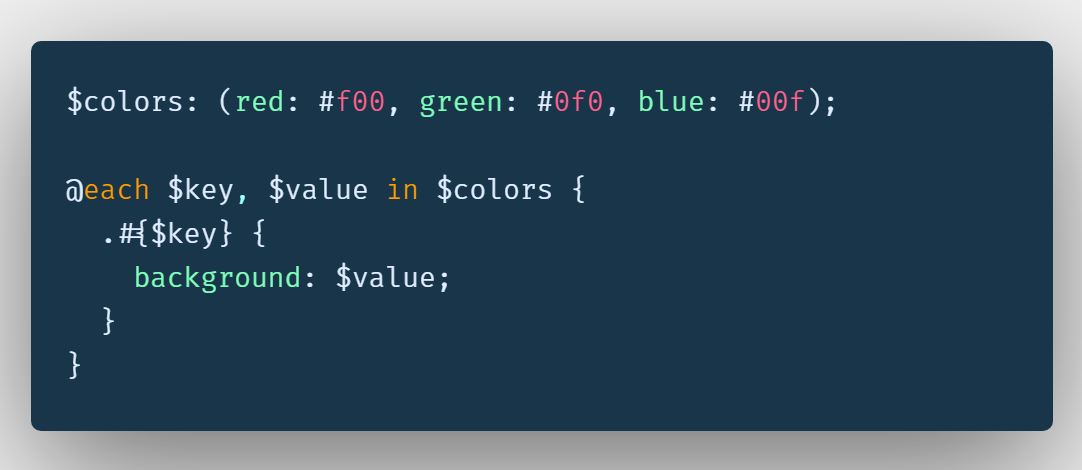 $colors: (red: #f00, green: #0f0, blue: #00f);
@each $key, $value in $colors {
  .#{$key} {
    background: $value;
  }
}